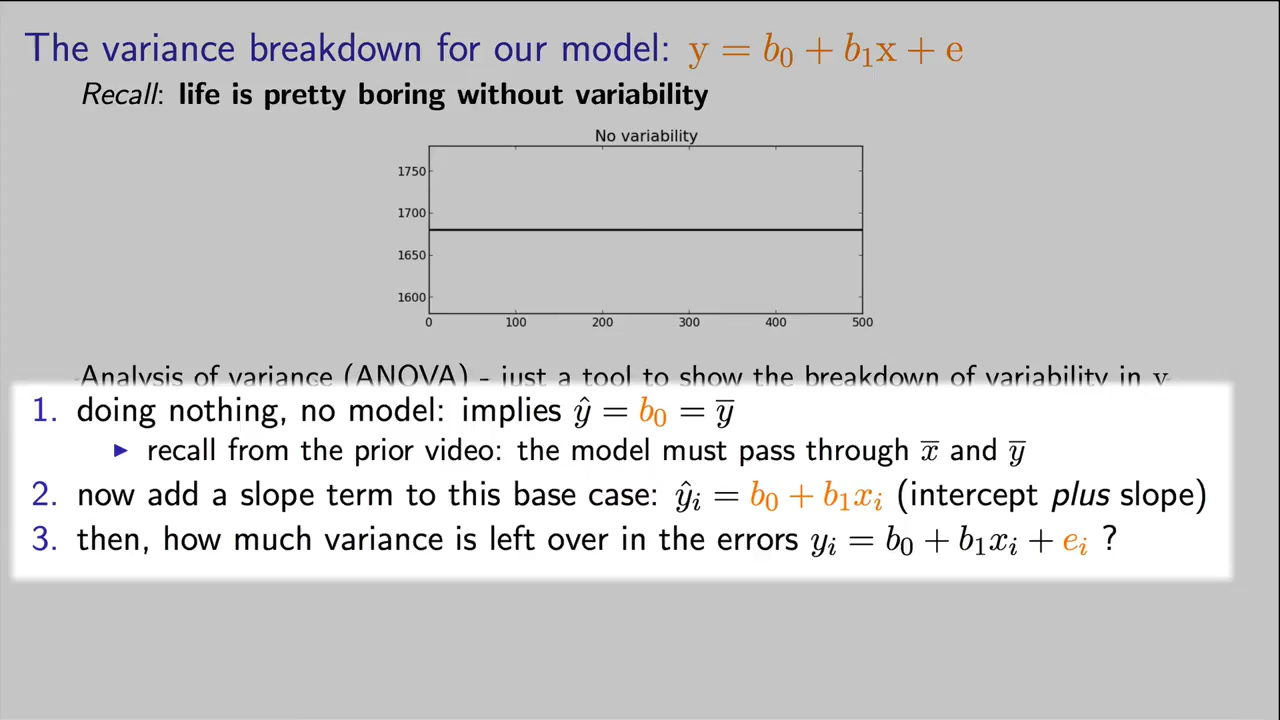 The variance breakdown for our model: y = b₀ + b₁x + e
Recall: life is pretty boring without variability
No variability
1750
1700
1650
1600
0 100 200 300 400 500
Analysis of variance (ANOVA) - just a tool to show the breakdown of variability in y
1. doing nothing, no model: implies ŷ = b₀ = y̅
▶ recall from the prior video: the model must pass through x̅ and y̅
2. now add a slope term to this base case: ŷᵢ = b₀ + b₁xᵢ (intercept plus slope)
3. then, how much variance is left over in the errors yᵢ = b₀ + b₁xᵢ + eᵢ ?